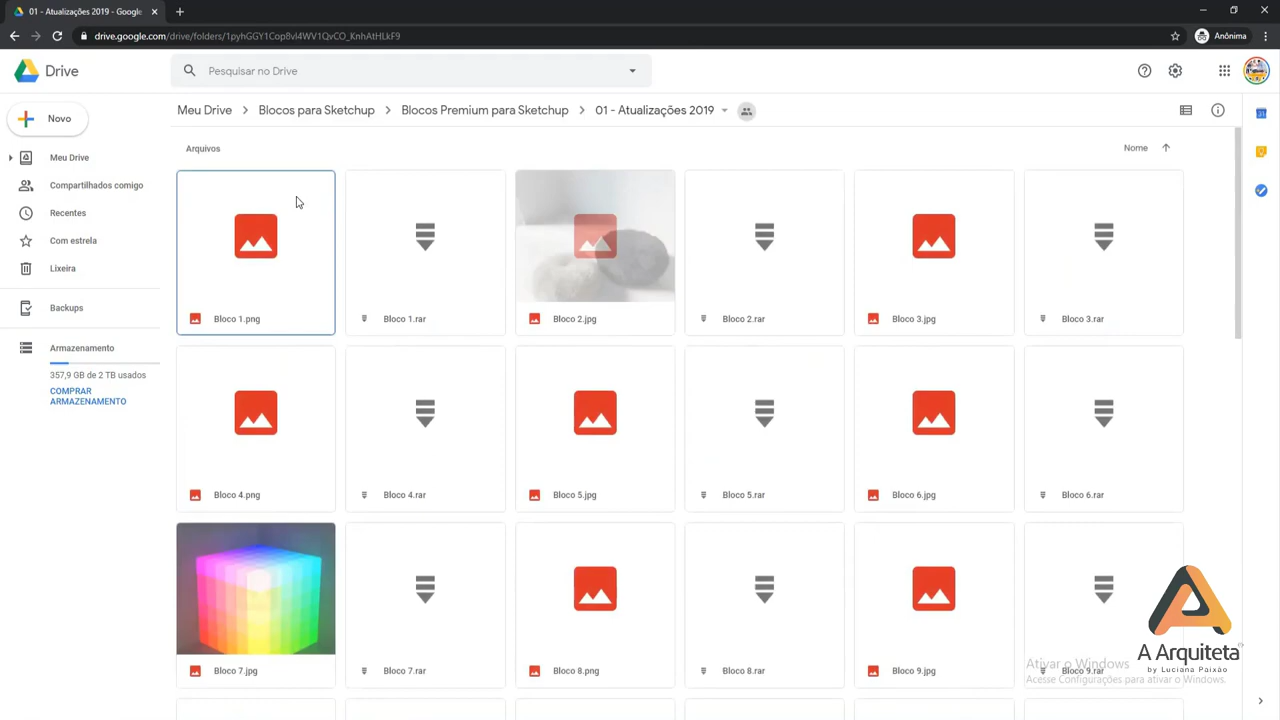 01 - Atualizações 2019 - Google
drive.google.com/drive/folders/1pyhGGY1Cop8vl4WV1QvCO_KnhAtHLkF9
Anônima
Drive
Pesquisar no Drive
Novo
Meu Drive
Blocos para Sketchup
Blocos Premium para Sketchup
01 - Atualizações 2019
Meu Drive
Compartilhados comigo
Recentes
Com estrela
Lixeira
Backups
Armazenamento
357,9 GB de 2 TB usados
COMPRAR
ARMAZENAMENTO
Arquivos
Nome
Bloco 1.png
Bloco 1.rar
Bloco 2.jpg
Bloco 2.rar
Bloco 3.jpg
Bloco 3.rar
Bloco 4.png
Bloco 4.rar
Bloco 5.jpg
Bloco 5.rar
Bloco 6.jpg
Bloco 6.rar
Bloco 7.jpg
Bloco 7.rar
Bloco 8.png
Bloco 8.rar
Bloco 9.jpg
Bloco 9.rar
Ativar o Windows
Acesse Configurações para ativar o Windows.
A Arquiteta
by Luciana Paixão